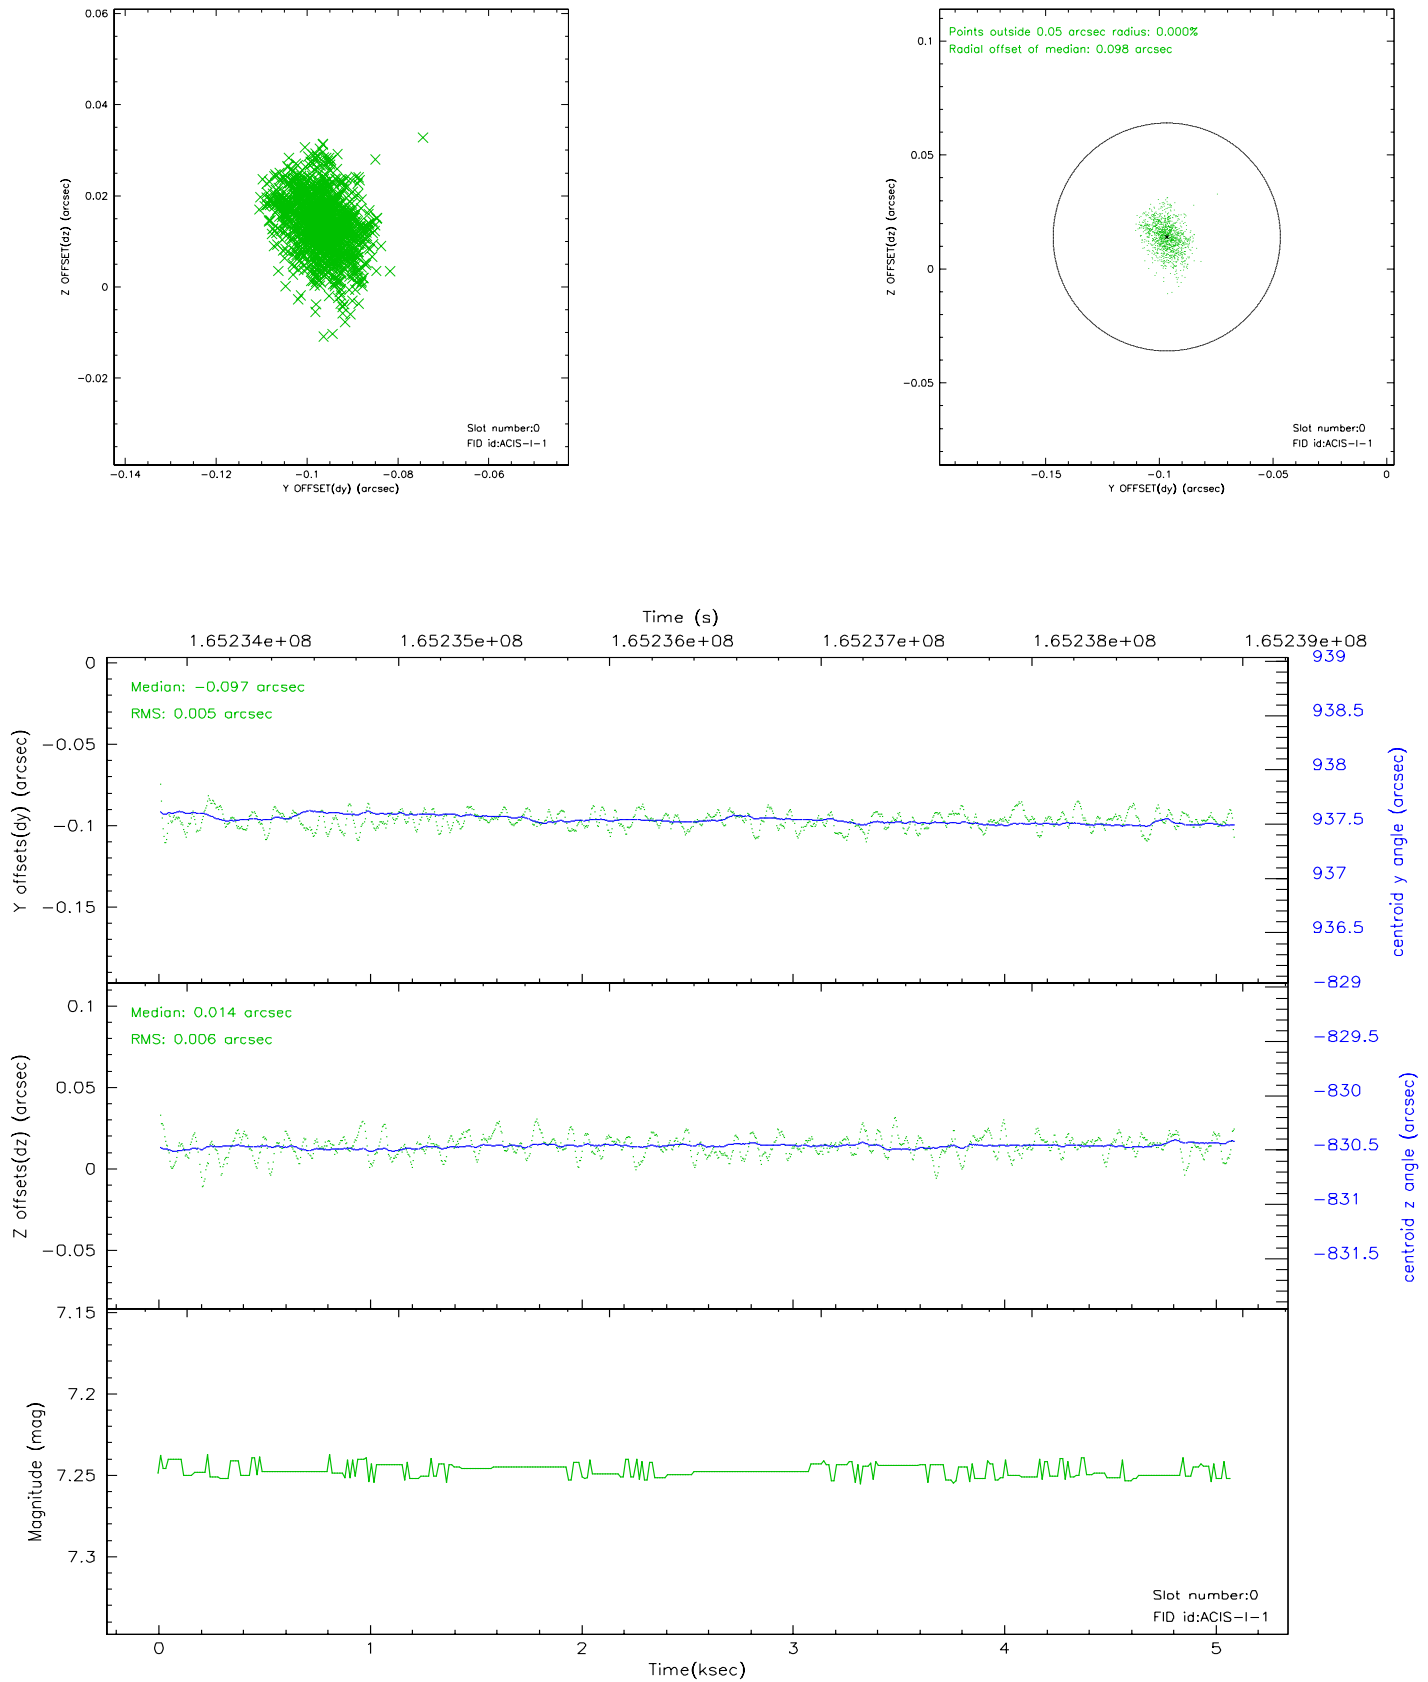 0.06
0.04
0.02
0
-0.02
Z OFFSET(dz) (arcsec)
Slot number:0
FID id:ACIS-I-1
-0.14 -0.12 -0.1 -0.08 -0.06
Y OFFSET(dy) (arcsec)
Points outside 0.05 arcsec radius: 0.000%
Radial offset of median: 0.098 arcsec
0.1
0.05
0
-0.05
Z OFFSET(dz) (arcsec)
Slot number:0
FID id:ACIS-I-1
-0.15 -0.1 -0.05 0
Y OFFSET(dy) (arcsec)
Time (s)
1.65234e+08 1.65235e+08 1.65236e+08 1.65237e+08 1.65238e+08 1.65239e+08
Median: -0.097 arcsec
RMS: 0.005 arcsec
0
-0.05
-0.1
-0.15
Y offsets(dy) (arcsec)
939
938.5
938
937.5
937
936.5
centroid y angle (arcsec)
Median: 0.014 arcsec
RMS: 0.006 arcsec
0.1
0.05
0
-0.05
Z offsets(dz) (arcsec)
-829
-829.5
-830
-830.5
-831
-831.5
centroid z angle (arcsec)
7.15
7.2
7.25
7.3
Magnitude (mag)
Slot number:0
FID id:ACIS-I-1
0 1 2 3 4 5
Time(ksec)